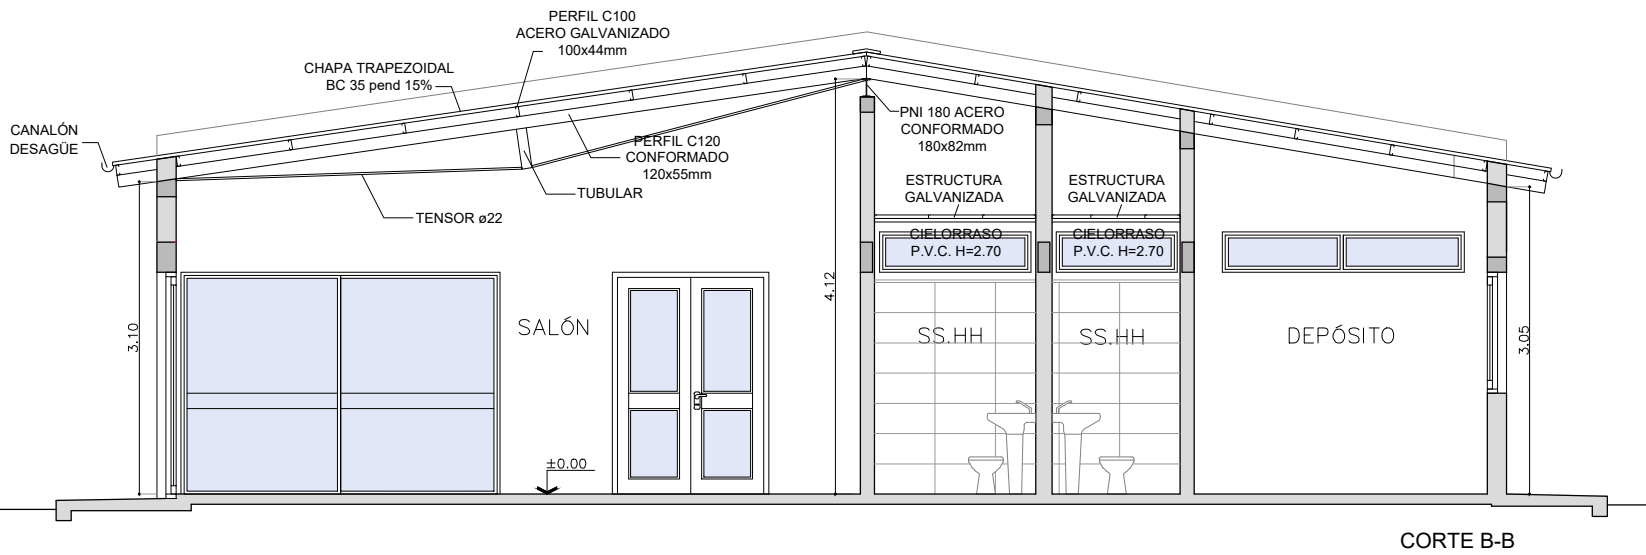 PERFIL C100
ACERO GALVANIZADO
100x44mm
CHAPA TRAPEZOIDAL
BC 35 pend 15%
CANALÓN
DESAGÜE
PERFIL C120
CONFORMADO
120x55mm
TUBULAR
TENSOR ø22
PNI 180 ACERO
CONFORMADO
180x82mm
ESTRUCTURA
GALVANIZADA
ESTRUCTURA
GALVANIZADA
CIELORRASO
P.V.C. H=2.70
CIELORRASO
P.V.C. H=2.70
3.10
SALÓN
4.12
SS.HH
SS.HH
DEPÓSITO
3.05
±0.00
CORTE B-B